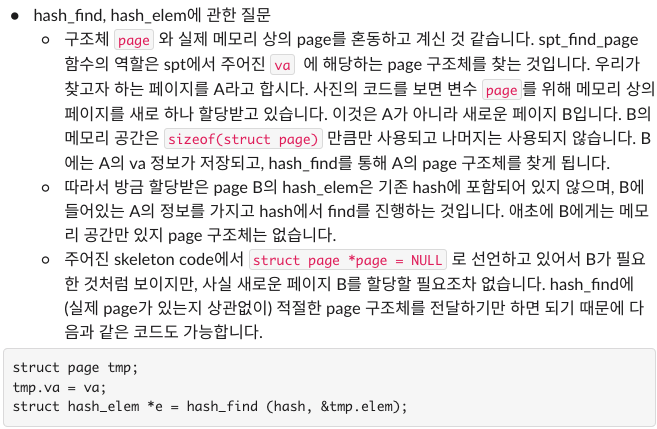 ● hash_find, hash_elem에 관한 질문
○ 구조체 page 와 실제 메모리 상의 page를 혼동하고 계신 것 같습니다. spt_find_page
함수의 역할은 spt에서 주어진 va 에 해당하는 page 구조체를 찾는 것입니다. 우리가
찾고자 하는 페이지를 A라고 합시다. 사진의 코드를 보면 변수 page 를 위해 메모리 상의
페이지를 새로 하나 할당받고 있습니다. 이것은 A가 아니라 새로운 페이지 B입니다. B의
메모리 공간은 sizeof(struct page) 만큼만 사용되고 나머지는 사용되지 않습니다. B
에는 A의 va 정보가 저장되고, hash_find를 통해 A의 page 구조체를 찾게 됩니다.
○ 따라서 방금 할당받은 page B의 hash_elem은 기존 hash에 포함되어 있지 않으며, B에
들어있는 A의 정보를 가지고 hash에서 find를 진행하는 것입니다. 애초에 B에게는 메모
리 공간만 있지 page 구조체는 없습니다.
○ 주어진 skeleton code에서 struct page *page = NULL 로 선언하고 있어서 B가 필요
한 것처럼 보이지만, 사실 새로운 페이지 B를 할당할 필요조차 없습니다. hash_find에
(실제 page가 있는지 상관없이) 적절한 page 구조체를 전달하기만 하면 되기 때문에 다
음과 같은 코드도 가능합니다.
struct page tmp;
tmp.va = va;
struct hash_elem *e = hash_find (hash, &tmp.elem);